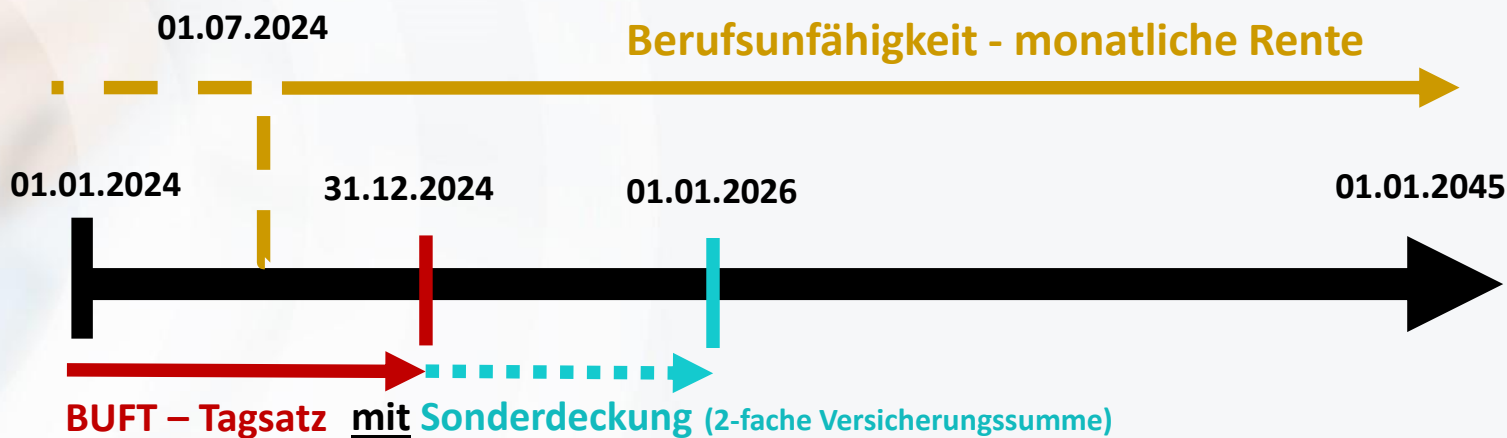 01.07.2024
Berufsunfähigkeit - monatliche Rente
01.01.2024
31.12.2024
01.01.2026
01.01.2045
BUFT – Tagsatz mit Sonderdeckung (2-fache Versicherungssumme)